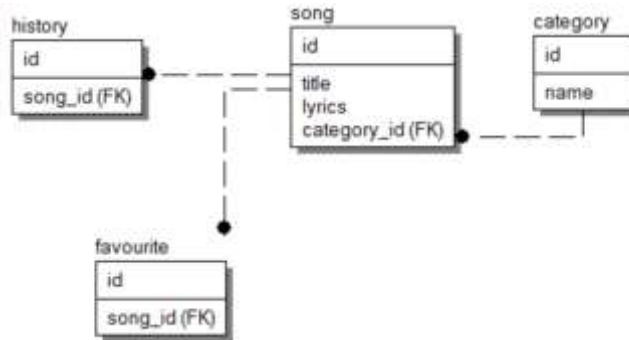 history
id
song_id (FK)
song
id
title
lyrics
category_id (FK)
category
id
name
favourite
id
song_id (FK)